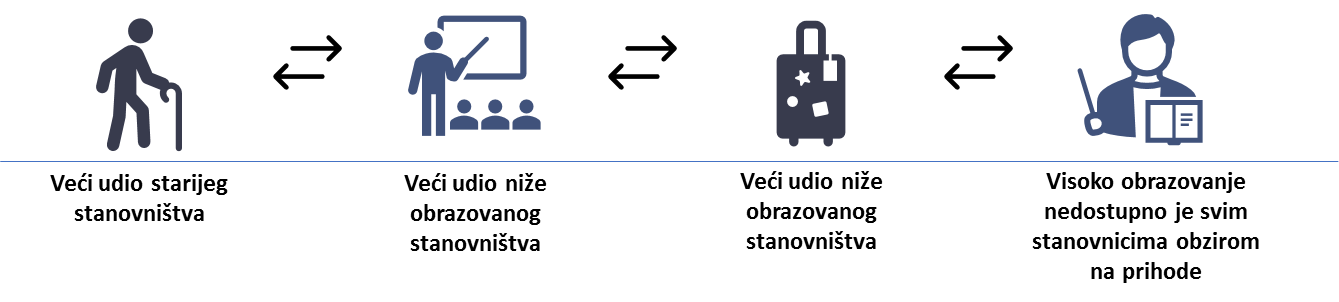 Veći udio starijeg
stanovništva
Veći udio niže
obrazovanog
stanovništva
Veći udio niže
obrazovanog
stanovništva
Visoko obrazovanje
nedostupno je svim
stanovnicima obzirom
na prihode